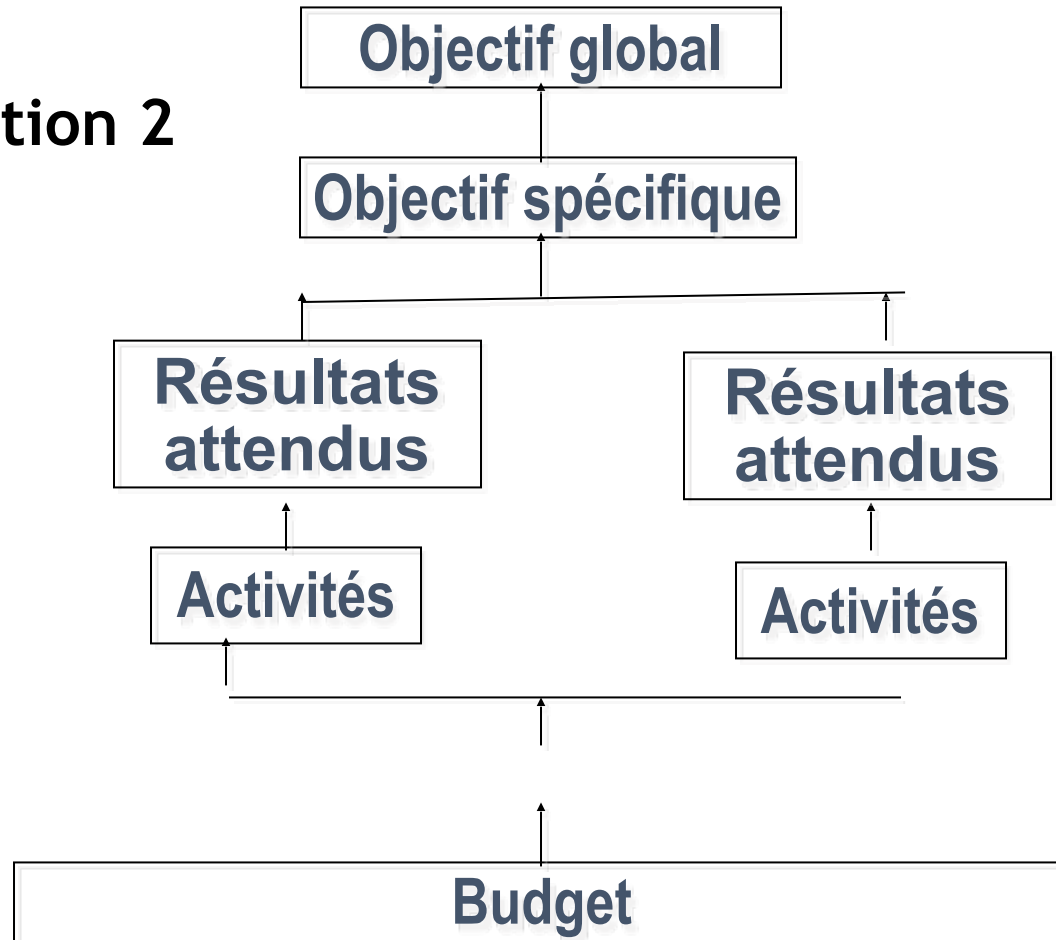 Objectif global
tion 2
Objectif spécifique
Résultats
attendus
Résultats
attendus
Activités
Activités
Budget